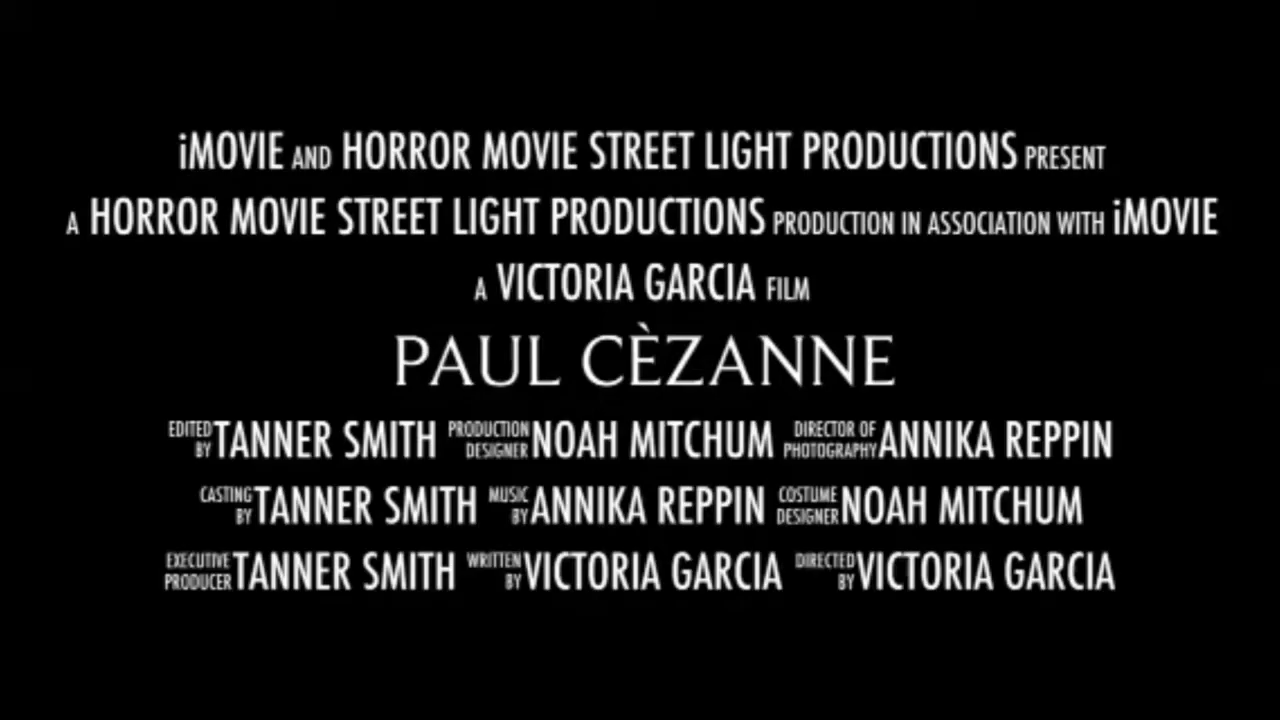 iMOVIE AND HORROR MOVIE STREET LIGHT PRODUCTIONS PRESENT
A HORROR MOVIE STREET LIGHT PRODUCTIONS PRODUCTION IN ASSOCIATION WITH iMOVIE
A VICTORIA GARCIA FILM
PAUL CÈZANNE
EDITED BY TANNER SMITH PRODUCTION DESIGNER NOAH MITCHUM DIRECTOR OF PHOTOGRAPHY ANNIKA REPPIN
CASTING BY TANNER SMITH MUSIC BY ANNIKA REPPIN COSTUME DESIGNER NOAH MITCHUM
EXECUTIVE PRODUCER TANNER SMITH WRITTEN BY VICTORIA GARCIA DIRECTED BY VICTORIA GARCIA